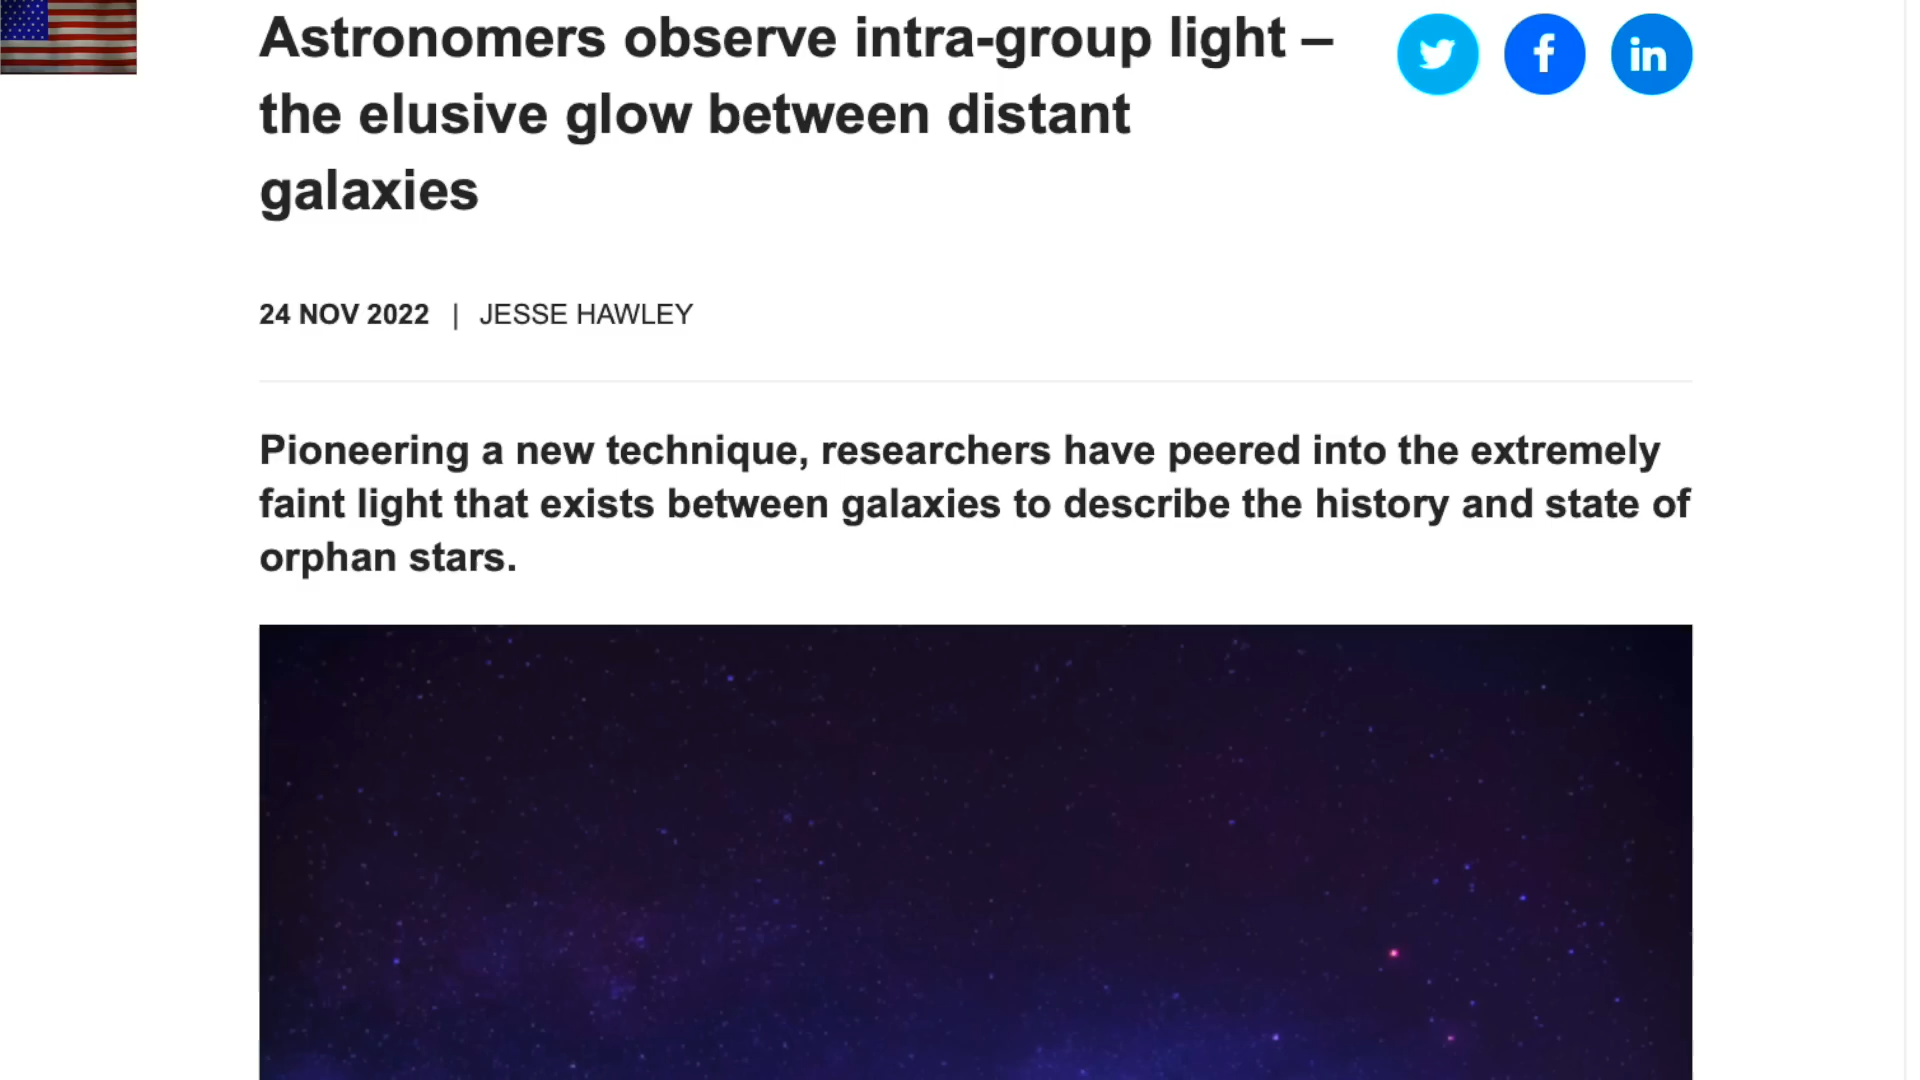 Astronomers observe intra-group light –
the elusive glow between distant
galaxies
24 NOV 2022 | JESSE HAWLEY
Pioneering a new technique, researchers have peered into the extremely
faint light that exists between galaxies to describe the history and state of
orphan stars.